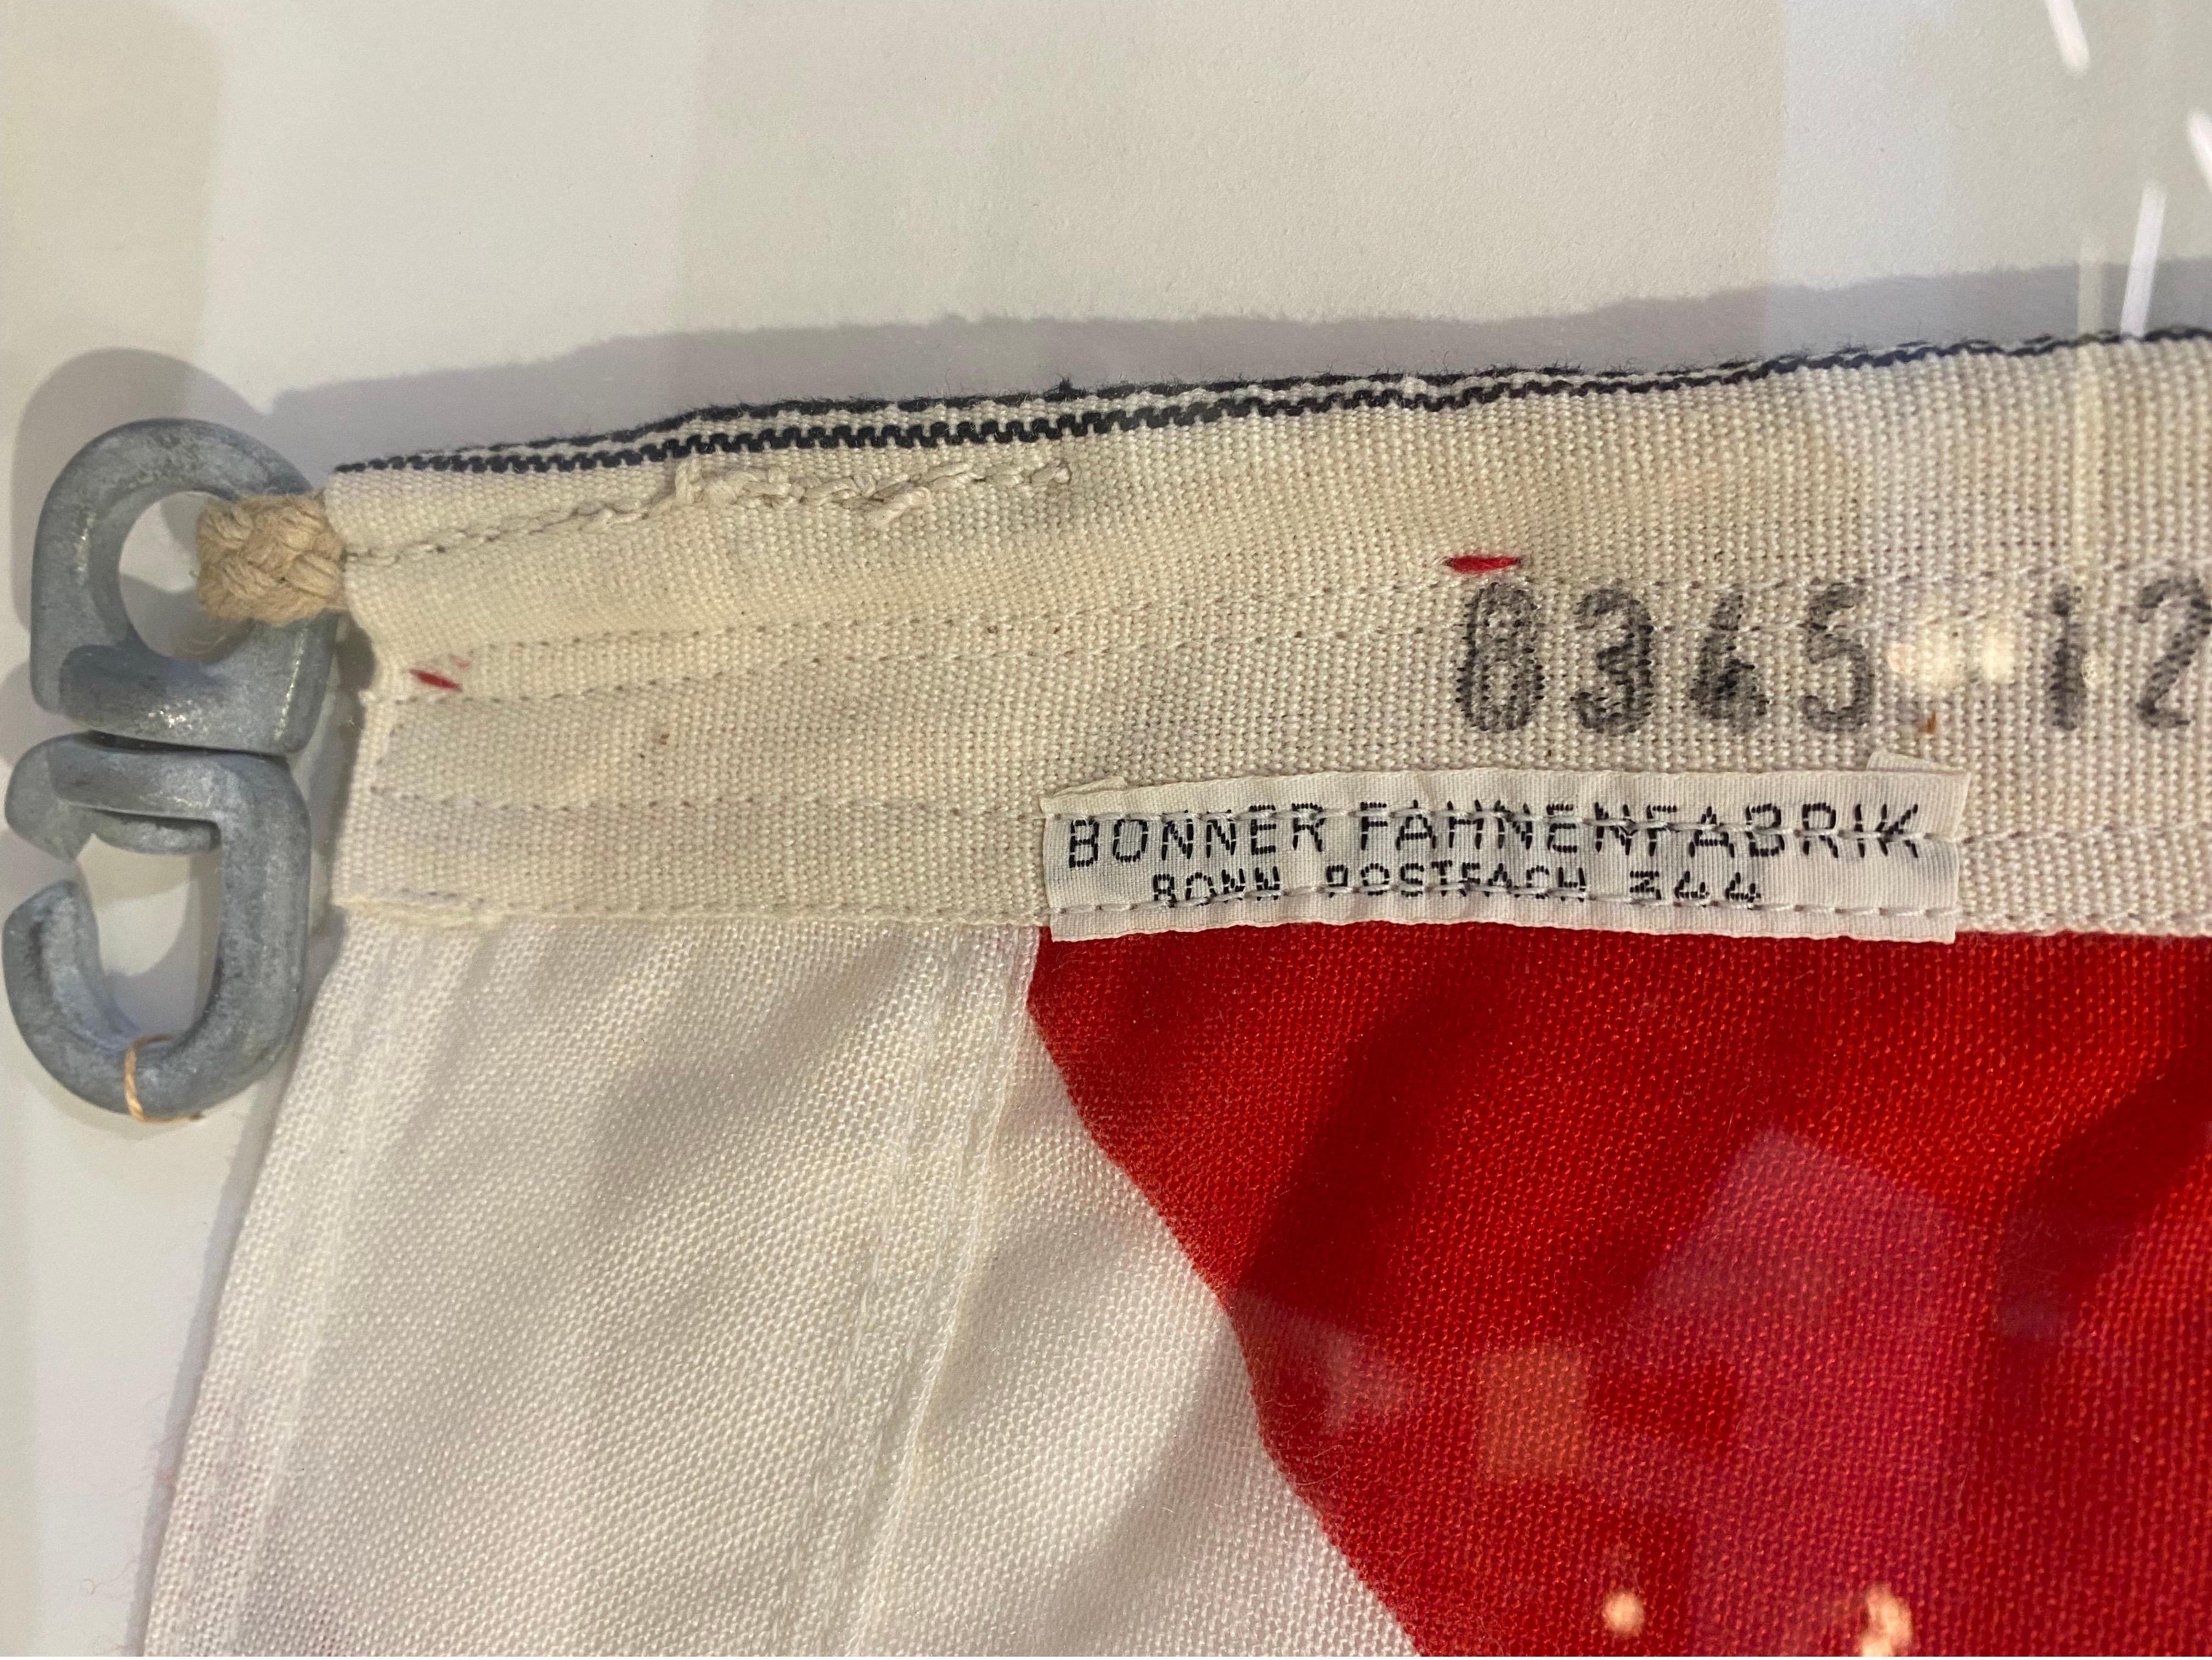 0345 12
BONNER FAHNENFABRIK
BONN POSTFACH 344